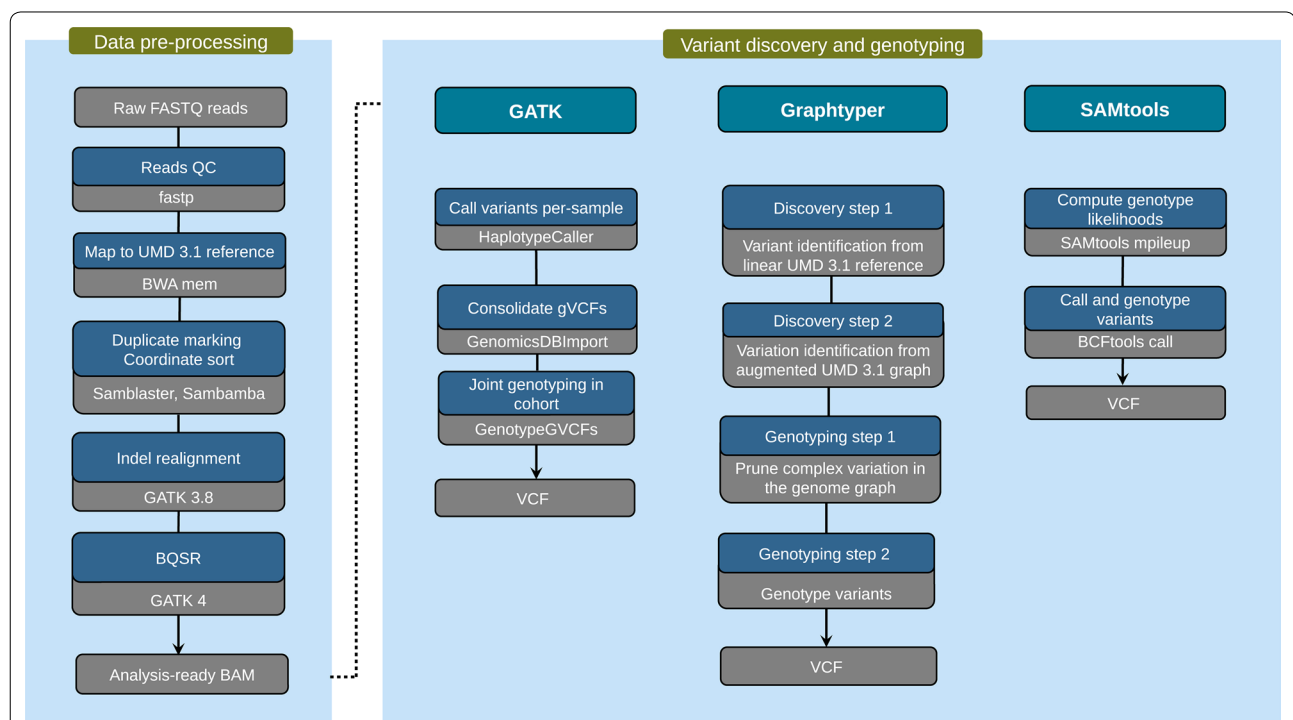 Data pre-processing
Raw FASTQ reads
Reads QC
fastp
Map to UMD 3.1 reference
BWA mem
Duplicate marking
Coordinate sort
Samblaster, Sambamba
Indel realignment
GATK 3.8
BQSR
GATK 4
Analysis-ready BAM
Variant discovery and genotyping
GATK
Call variants per-sample
HaplotypeCaller
Consolidate gVCFs
GenomicsDBImport
Joint genotyping in
cohort
GenotypeGVCFs
VCF
Graphtyper
Discovery step 1
Variant identification from
linear UMD 3.1 reference
Discovery step 2
Variation identification from
augmented UMD 3.1 graph
Genotyping step 1
Prune complex variation in
the genome graph
Genotyping step 2
Genotype variants
VCF
SAMtools
Compute genotype
likelihoods
SAMtools mpileup
Call and genotype
variants
BCFtools call
VCF